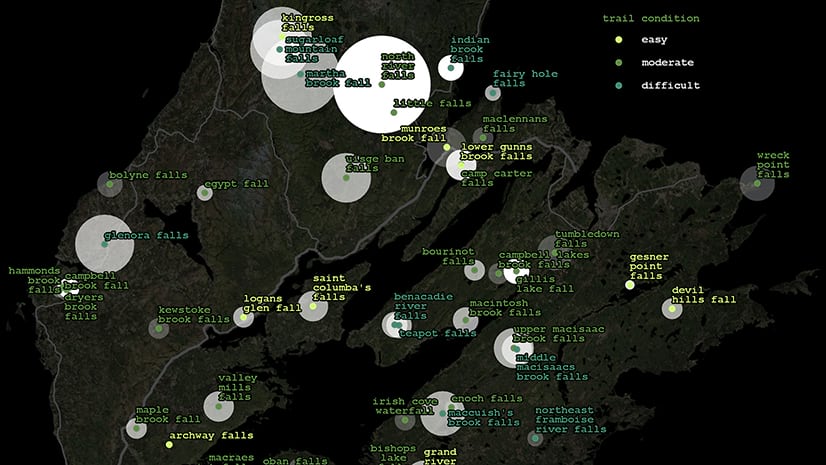 trail condition
easy
moderate
difficult
kingross
falls
sugarloaf
mountain
falls
martha
brook fall
north
river
falls
little falls
indian
brook
falls
fairy hole
falls
maclennans
falls
munroes
brook fall
lower gunns
brook falls
camp carter
falls
uisge ban
falls
wreck
point
falls
bolyne falls
egypt fall
glenora falls
tumbledown
falls
bourinot
falls
campbell lakes
brook fall
gillis
lake fall
gesner
point
falls
hammonds
brook
falls
campbell
brook fall
dryers
brook
falls
saint
columba's
falls
logans
glen fall
kewstoke
brook falls
benacadie
river
falls
teapot falls
macintosh
brook fall
devil
hills fall
upper macisaac
brook falls
middle
macisaacs
brook falls
valley
mills
falls
maple
brook fall
archway falls
irish cove
waterfall
enoch falls
maccuish's
brook falls
northeast
framboise
river falls
bishops
lake
grand
river
macraes
oban falls